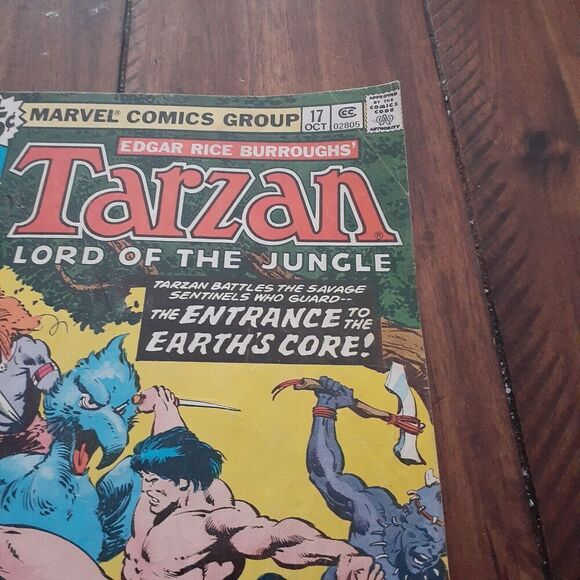 MARVEL COMICS GROUP
17
OCT
CC
02805
APPROVED
BY THE
COMICS
CODE
AUTHORITY
EDGAR RICE BURROUGHS'
Tarzan®
LORD OF THE JUNGLE
TARZAN BATTLES THE SAVAGE
SENTINELS WHO GUARD--
THE ENTRANCE TO THE
EARTH'S CORE!